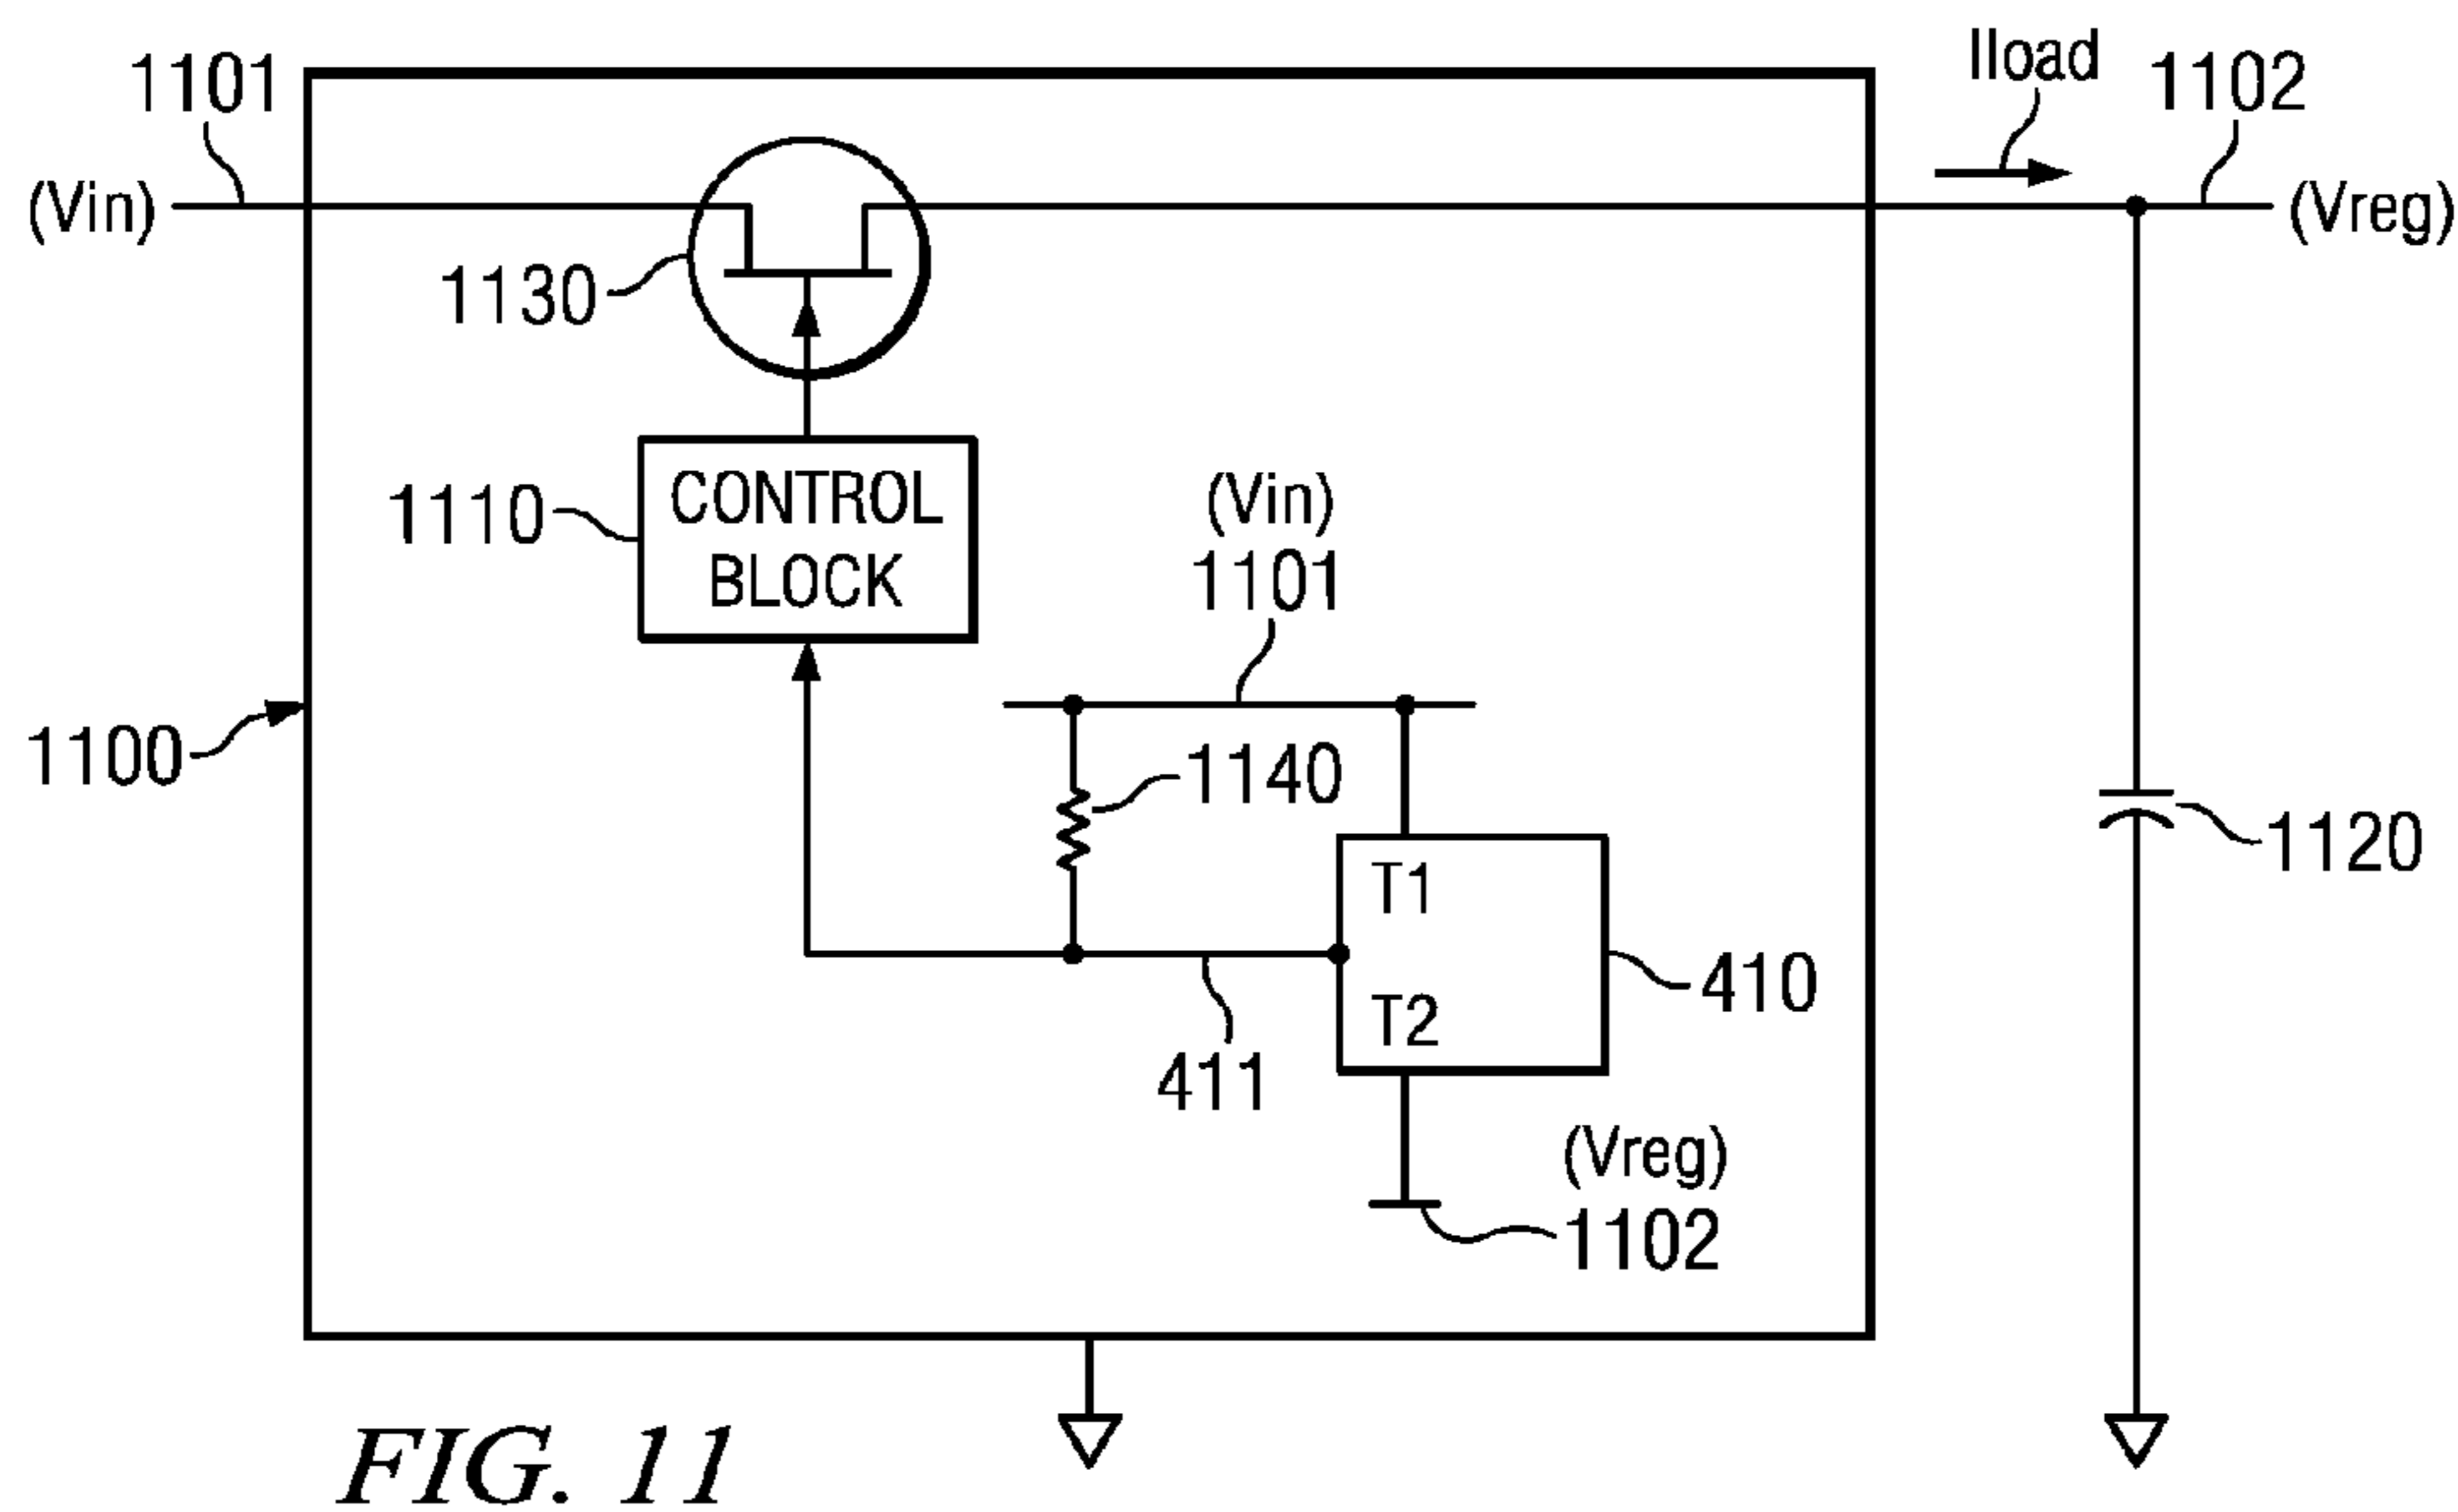 1101
Iload
1102
(Vin)
(Vreg)
1130
1110
CONTROL
BLOCK
(Vin)
1101
1100
1140
T1
1120
T2
410
411
(Vreg)
1102
FIG. 11